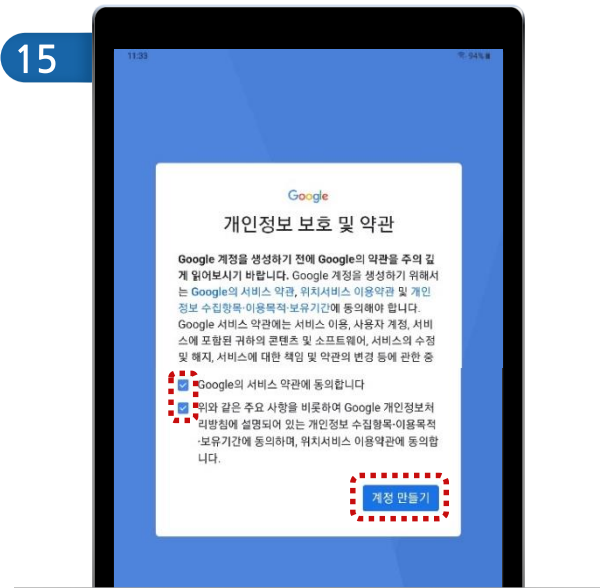 15
11:33
94%
Google
개인정보 보호 및 약관
Google 계정을 생성하기 전에 Google의 약관을 주의 깊
게 읽어보시기 바랍니다. Google 계정을 생성하기 위해서
는 Google의 서비스 약관, 위치서비스 이용약관 및 개인
정보 수집항목·이용목적·보유기간에 동의해야 합니다.
Google 서비스 약관에는 서비스 이용, 사용자 계정, 서비
스에 포함된 귀하의 콘텐츠 및 소프트웨어, 서비스의 수정
및 해지, 서비스에 대한 책임 및 약관의 변경 등에 관한 중
Google의 서비스 약관에 동의합니다
위와 같은 주요 사항을 비롯하여 Google 개인정보처
리방침에 설명되어 있는 개인정보 수집항목·이용목적
·보유기간에 동의하며, 위치서비스 이용약관에 동의합
니다.
계정 만들기